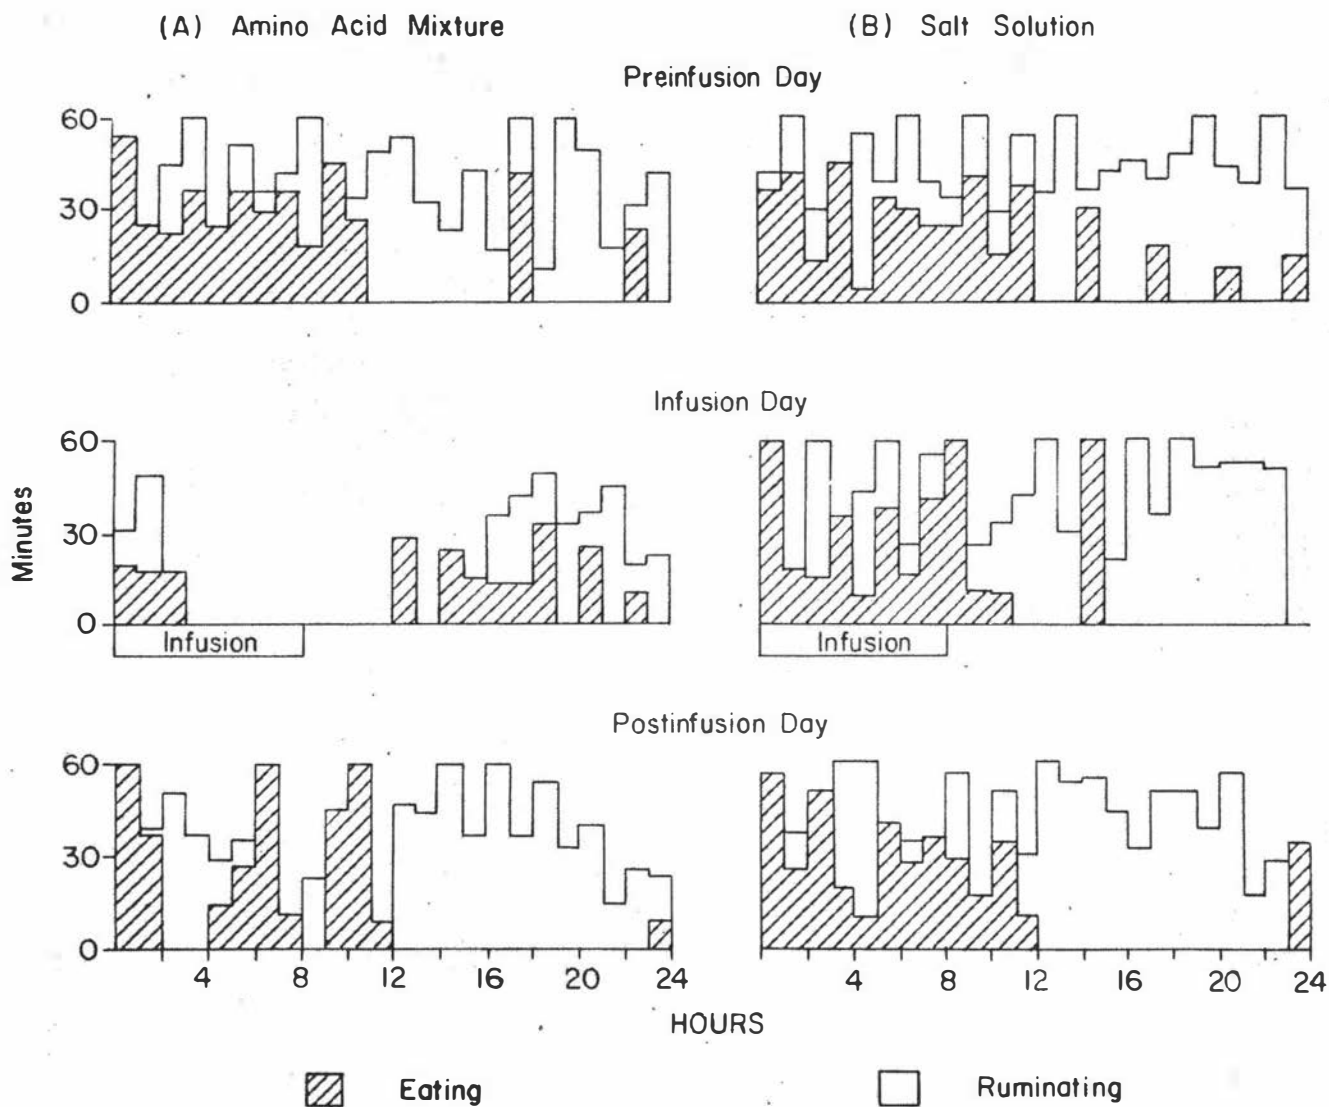 (A) Amino Acid Mixture
(B) Salt Solution
Preinfusion Day
60
30
0
Infusion Day
60
30
0
Minutes
Infusion
Infusion
Postinfusion Day
60
30
0
4 8 12 16 20 24
4 8 12 16 20 24
HOURS
Eating
Ruminating